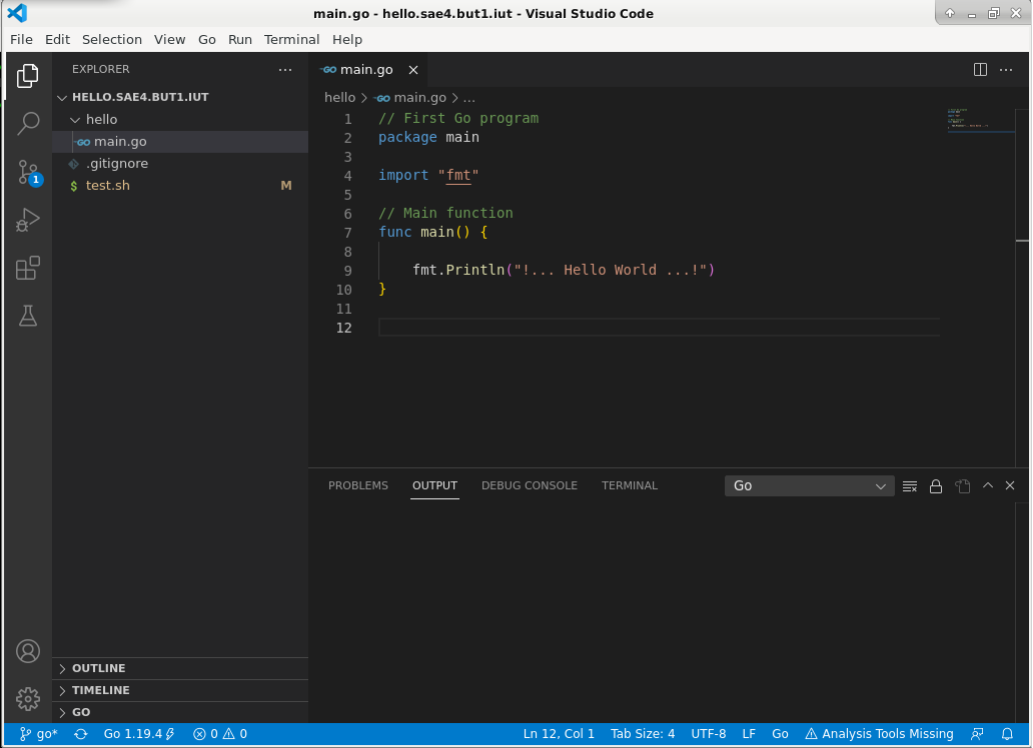 main.go - hello.sae4.but1.iut - Visual Studio Code
File Edit Selection View Go Run Terminal Help
EXPLORER ...
HELLO.SAE4.BUT1.IUT
hello
main.go
.gitignore
$ test.sh M
1
OUTLINE
TIMELINE
GO
main.go
hello > main.go > ...
1 // First Go program
2 package main
3
4 import "fmt"
5
6 // Main function
7 func main() {
8
9 fmt.Println("!... Hello World ...!")
10 }
11
12
PROBLEMS OUTPUT DEBUG CONSOLE TERMINAL Go
go* Go 1.19.4 0 0 Ln 12, Col 1 Tab Size: 4 UTF-8 LF Go Analysis Tools Missing